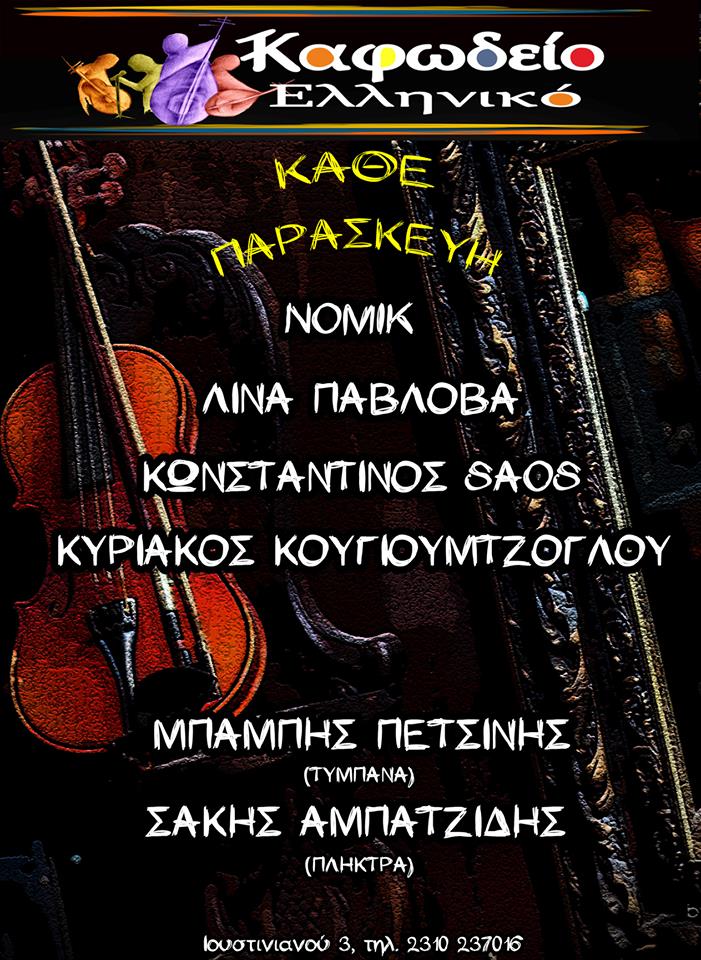 Καφωδείο
Ελληνικό
ΚΑΘΕ
ΠΑΡΑΣΚΕΥΗ
ΝΟΜΙΚ
ΛΙΝΑ ΠΑΒΛΟΒΑ
ΚΩΝΣΤΑΝΤΙΝΟΣ SAOS
ΚΥΡΙΑΚΟΣ ΚΟΥΓΙΟΥΜΤΖΟΓΛΟΥ
ΜΠΑΜΠΗΣ ΠΕΤΣΙΝΗΣ
(ΤΥΜΠΑΝΑ)
ΣΑΚΗΣ ΑΜΠΑΤΖΙΔΗΣ
(ΠΛΗΚΤΡΑ)
Ιουστινιανού 3, τηλ. 2310 237016